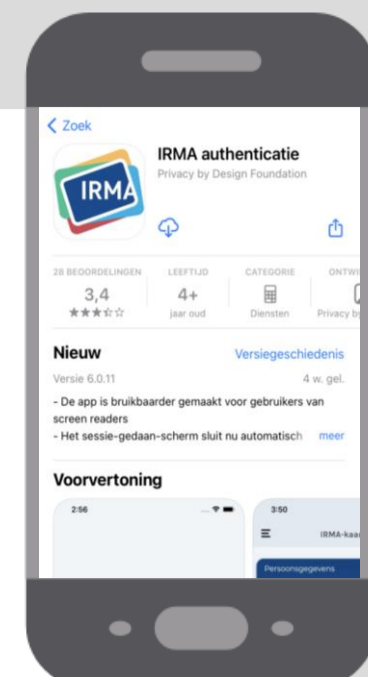 Zoek
IRMA
IRMA authenticatie
Privacy by Design Foundation
28 BEOORDELINGEN LEEFTIJD CATEGORIE
3,4 4+
jaar oud Diensten Privacy by
Nieuw Versiegeschiedenis
Versie 6.0.11 4 w. gel.
- De app is bruikbaarder gemaakt voor gebruikers van
screen readers
- Het sessie-gedaan-scherm sluit nu automatisch meer
Voorvertoning
2:56 3:50
Persoonsgegevens